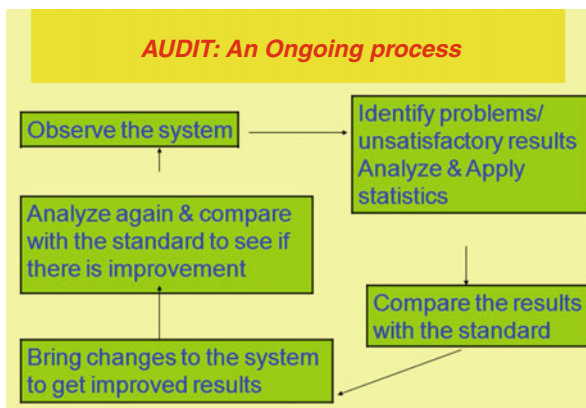 AUDIT: An Ongoing process
Observe the system
Identify problems/
unsatisfactory results
Analyze & Apply
statistics
Compare the results
with the standard
Bring changes to the system
to get improved results
Analyze again & compare
with the standard to see if
there is improvement